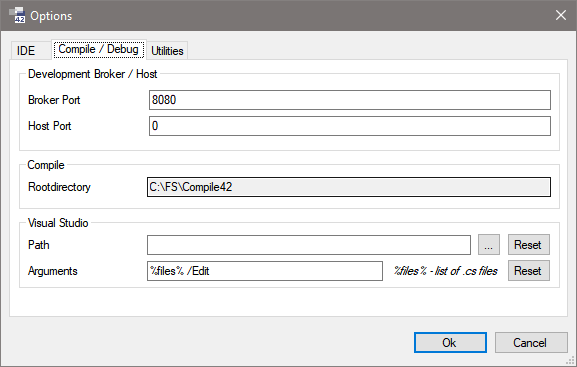 42 Options
IDE Compile / Debug Utilities
Development Broker / Host
Broker Port 8080
Host Port 0
Compile
Rootdirectory C:\FS\Compile42
Visual Studio
Path ... Reset
Arguments %files% /Edit %files% - list of .cs files Reset
Ok Cancel